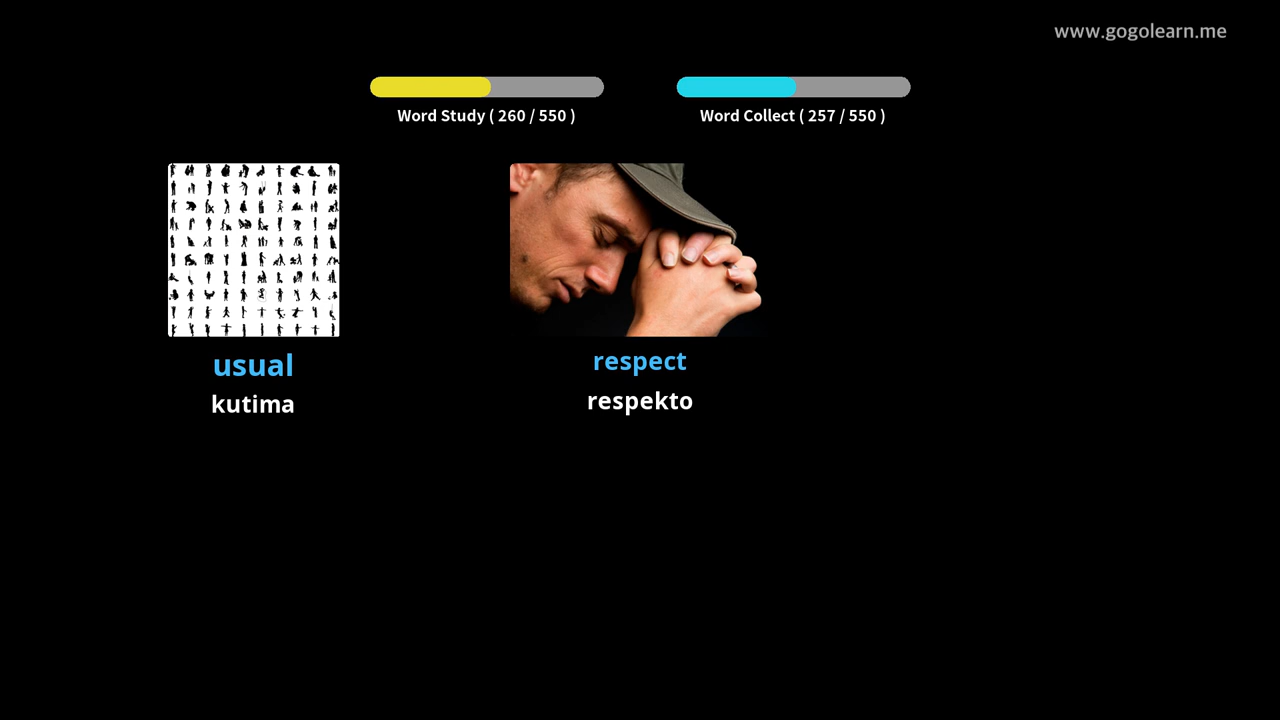 www.gogolearn.me
Word Study ( 260 / 550 )
Word Collect ( 257 / 550 )
usual
kutima
respect
respekto